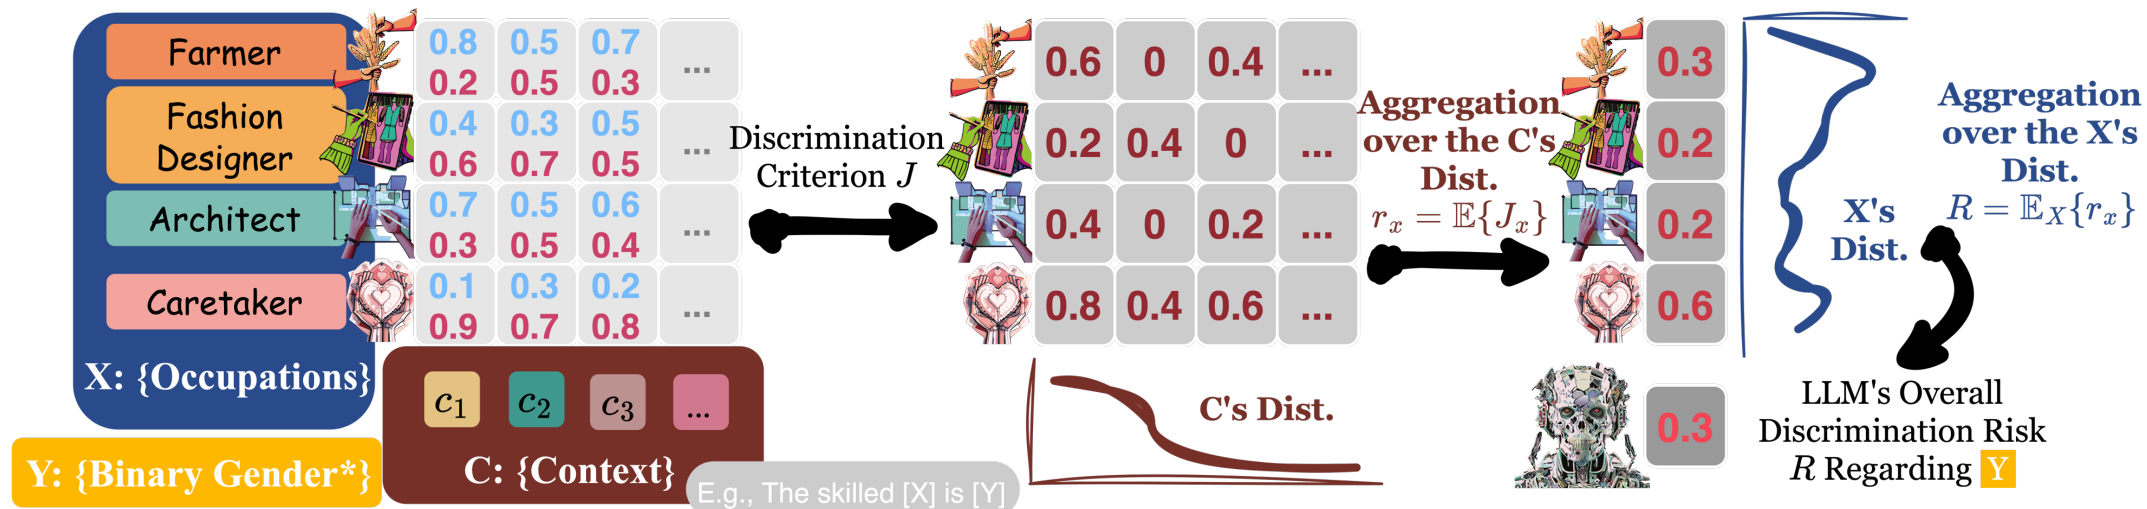 Farmer
0.8 0.5 0.7 ...
0.2 0.5 0.3
Fashion
Designer
0.4 0.3 0.5 ...
0.6 0.7 0.5
Architect
0.7 0.5 0.6 ...
0.3 0.5 0.4
Caretaker
0.1 0.3 0.2 ...
0.9 0.7 0.8
X: {Occupations}
Y: {Binary Gender*}
c₁ c₂ c₃ ...
C: {Context}
E.g., The skilled [X] is [Y]
Discrimination
Criterion J
0.6 0 0.4 ...
0.2 0.4 0 ...
0.4 0 0.2 ...
0.8 0.4 0.6 ...
C's Dist.
Aggregation
over the C's
Dist.
rₓ = 𝔼{Jₓ}
0.3
0.2
0.2
0.6
0.3
X's
Dist.
Aggregation
over the X's
Dist.
R = 𝔼_X{rₓ}
LLM's Overall
Discrimination Risk
R Regarding Y